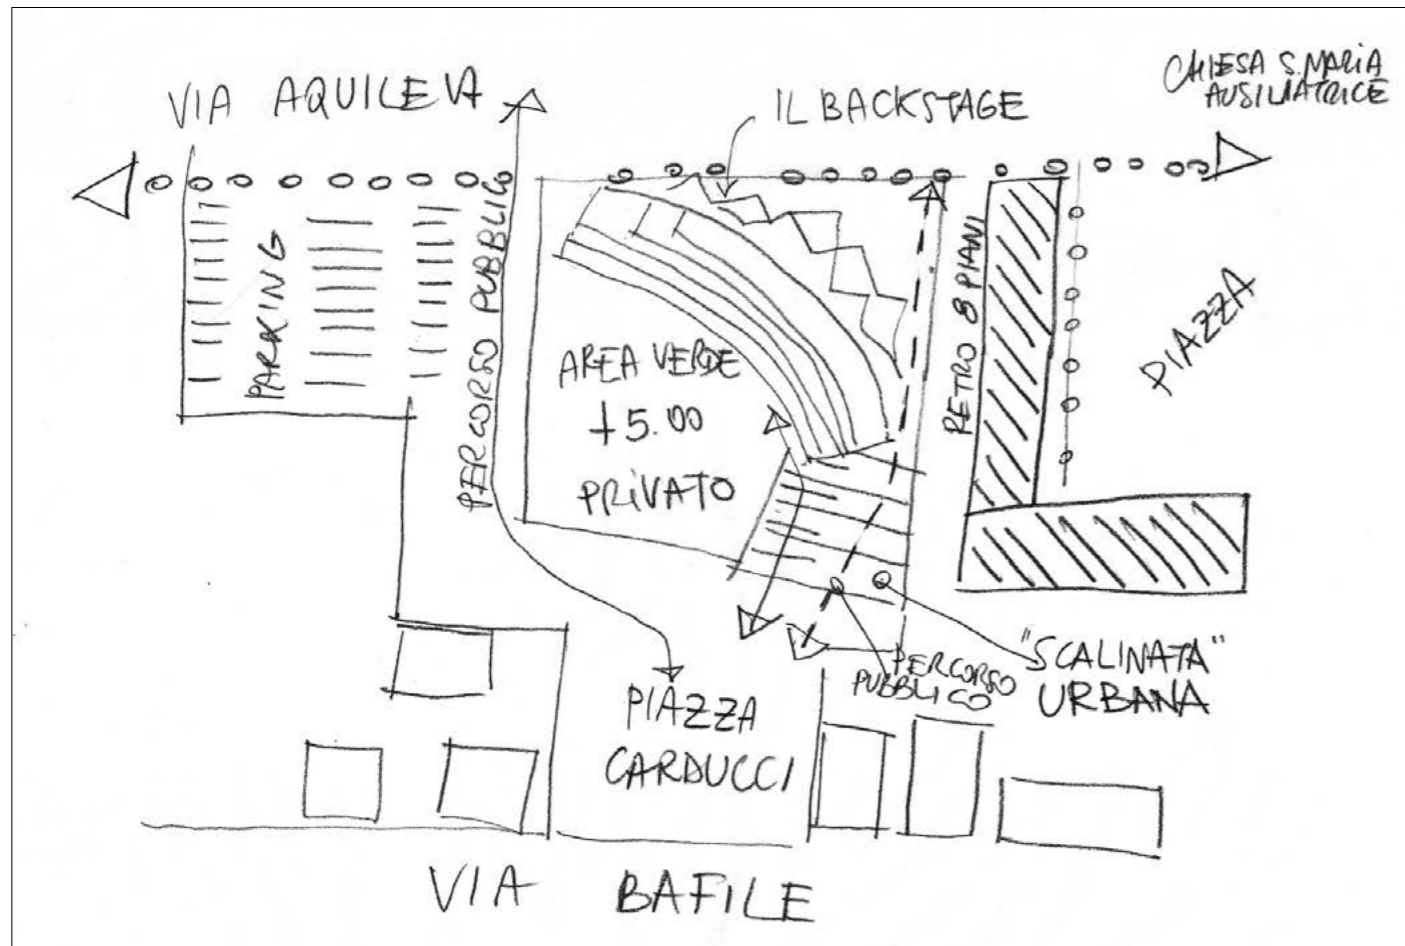 VIA AQUILEIA
IL BACKSTAGE
CHIESA S. MARIA
AUSILIATRICE
PARKING
PERCORSO PUBBLICO
AREA VERDE
+5.00
PRIVATO
RETRO 8 PIANI
PIAZZA
PERCORSO
PUBBLICO
"SCALINATA"
URBANA
PIAZZA
CARDUCCI
VIA BAFILE